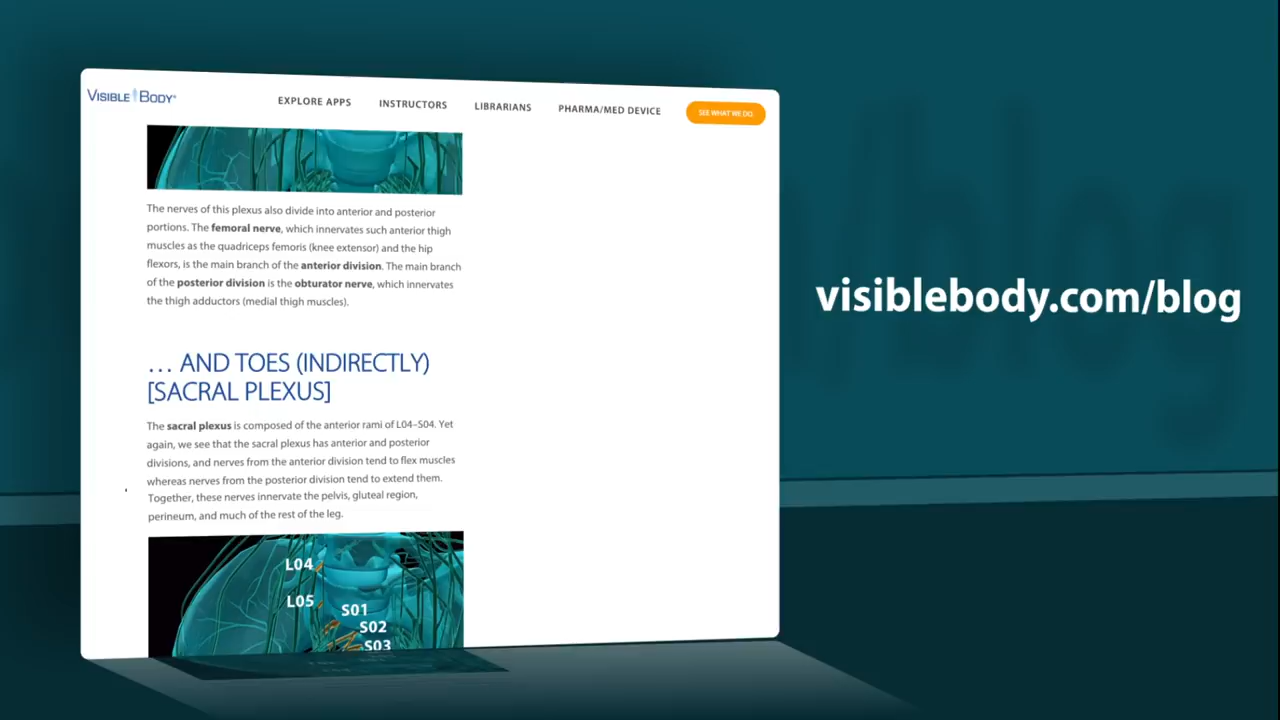 VISIBLE BODY®
EXPLORE APPS
INSTRUCTORS
LIBRARIANS
PHARMA/MED DEVICE
SEE WHAT WE DO
The nerves of this plexus also divide into anterior and posterior
portions. The femoral nerve, which innervates such anterior thigh
muscles as the quadriceps femoris (knee extensor) and the hip
flexors, is the main branch of the anterior division. The main branch
of the posterior division is the obturator nerve, which innervates
the thigh adductors (medial thigh muscles).
... AND TOES (INDIRECTLY)
[SACRAL PLEXUS]
The sacral plexus is composed of the anterior rami of L04–S04. Yet
again, we see that the sacral plexus has anterior and posterior
divisions, and nerves from the anterior division tend to flex muscles
whereas nerves from the posterior division tend to extend them.
Together, these nerves innervate the pelvis, gluteal region,
perineum, and much of the rest of the leg.
L04
L05
S01
S02
S03
visiblebody.com/blog